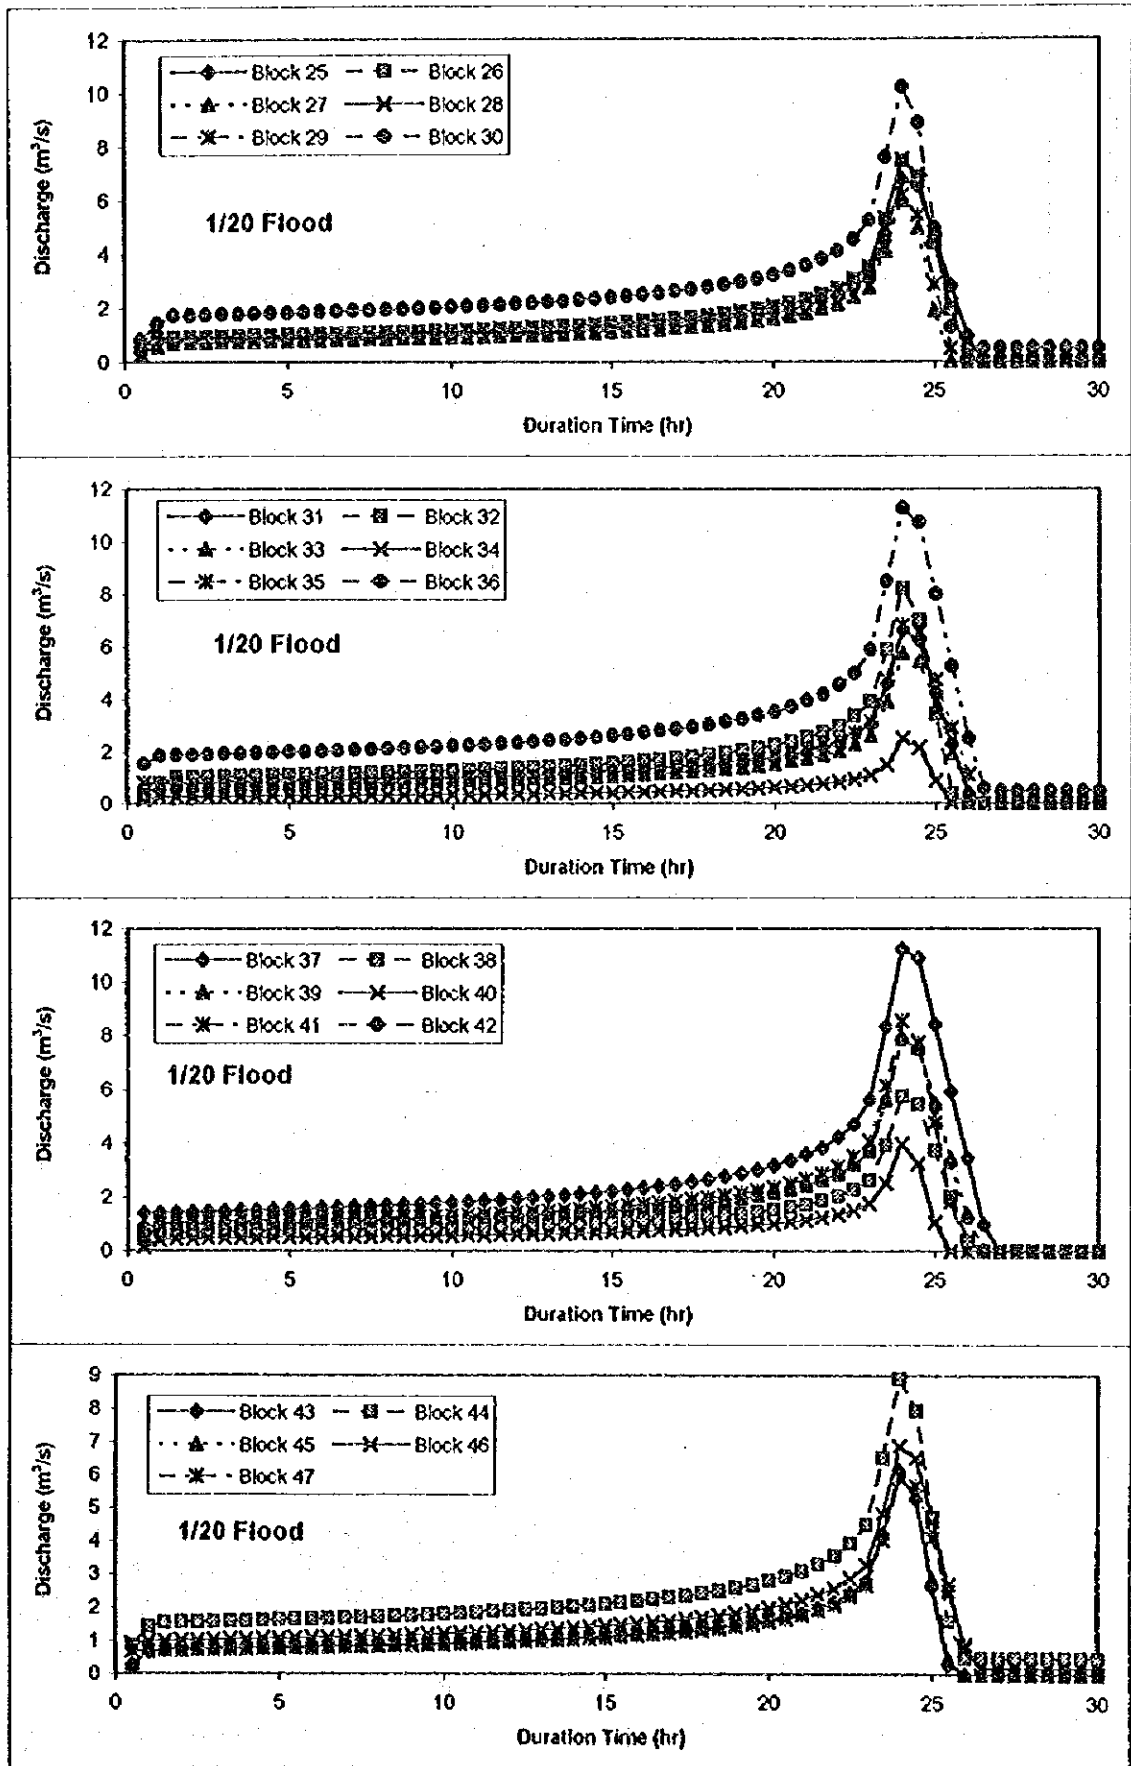 12
10
8
6
4
2
0
Discharge (m³/s)
Block 25 Block 26
Block 27 Block 28
Block 29 Block 30
1/20 Flood
0 5 10 15 20 25 30
Duration Time (hr)
12
10
8
6
4
2
0
Discharge (m³/s)
Block 31 Block 32
Block 33 Block 34
Block 35 Block 36
1/20 Flood
0 5 10 15 20 25 30
Duration Time (hr)
12
10
8
6
4
2
0
Discharge (m³/s)
Block 37 Block 38
Block 39 Block 40
Block 41 Block 42
1/20 Flood
0 5 10 15 20 25 30
Duration Time (hr)
9
8
7
6
5
4
3
2
1
0
Discharge (m³/s)
Block 43 Block 44
Block 45 Block 46
Block 47
1/20 Flood
0 5 10 15 20 25 30
Duration Time (hr)